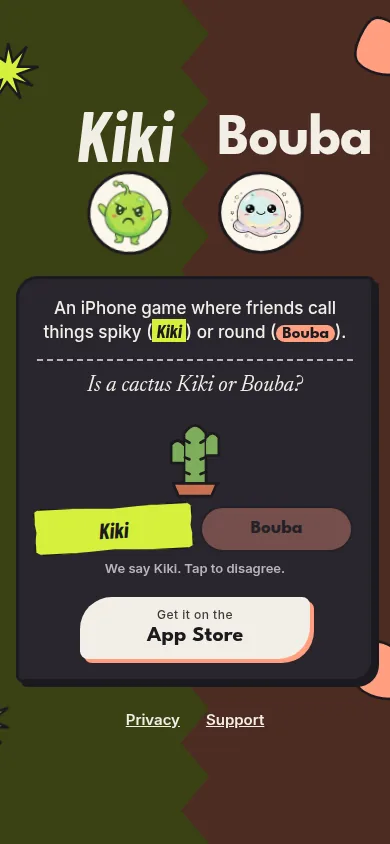 Kiki Bouba
An iPhone game where friends call
things spiky (Kiki) or round (Bouba).
Is a cactus Kiki or Bouba?
Kiki
Bouba
We say Kiki. Tap to disagree.
Get it on the
App Store
Privacy Support